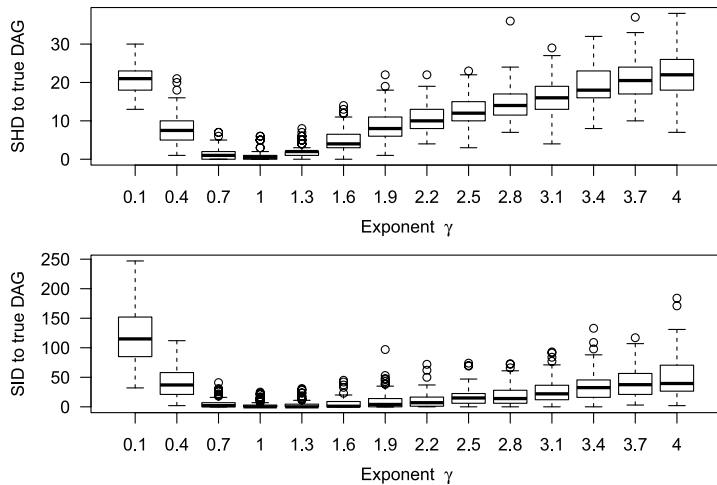 SHD to true DAG
30
20
10
0
0.1 0.4 0.7 1 1.3 1.6 1.9 2.2 2.5 2.8 3.1 3.4 3.7 4
Exponent γ
SID to true DAG
250
200
150
100
50
0
0.1 0.4 0.7 1 1.3 1.6 1.9 2.2 2.5 2.8 3.1 3.4 3.7 4
Exponent γ